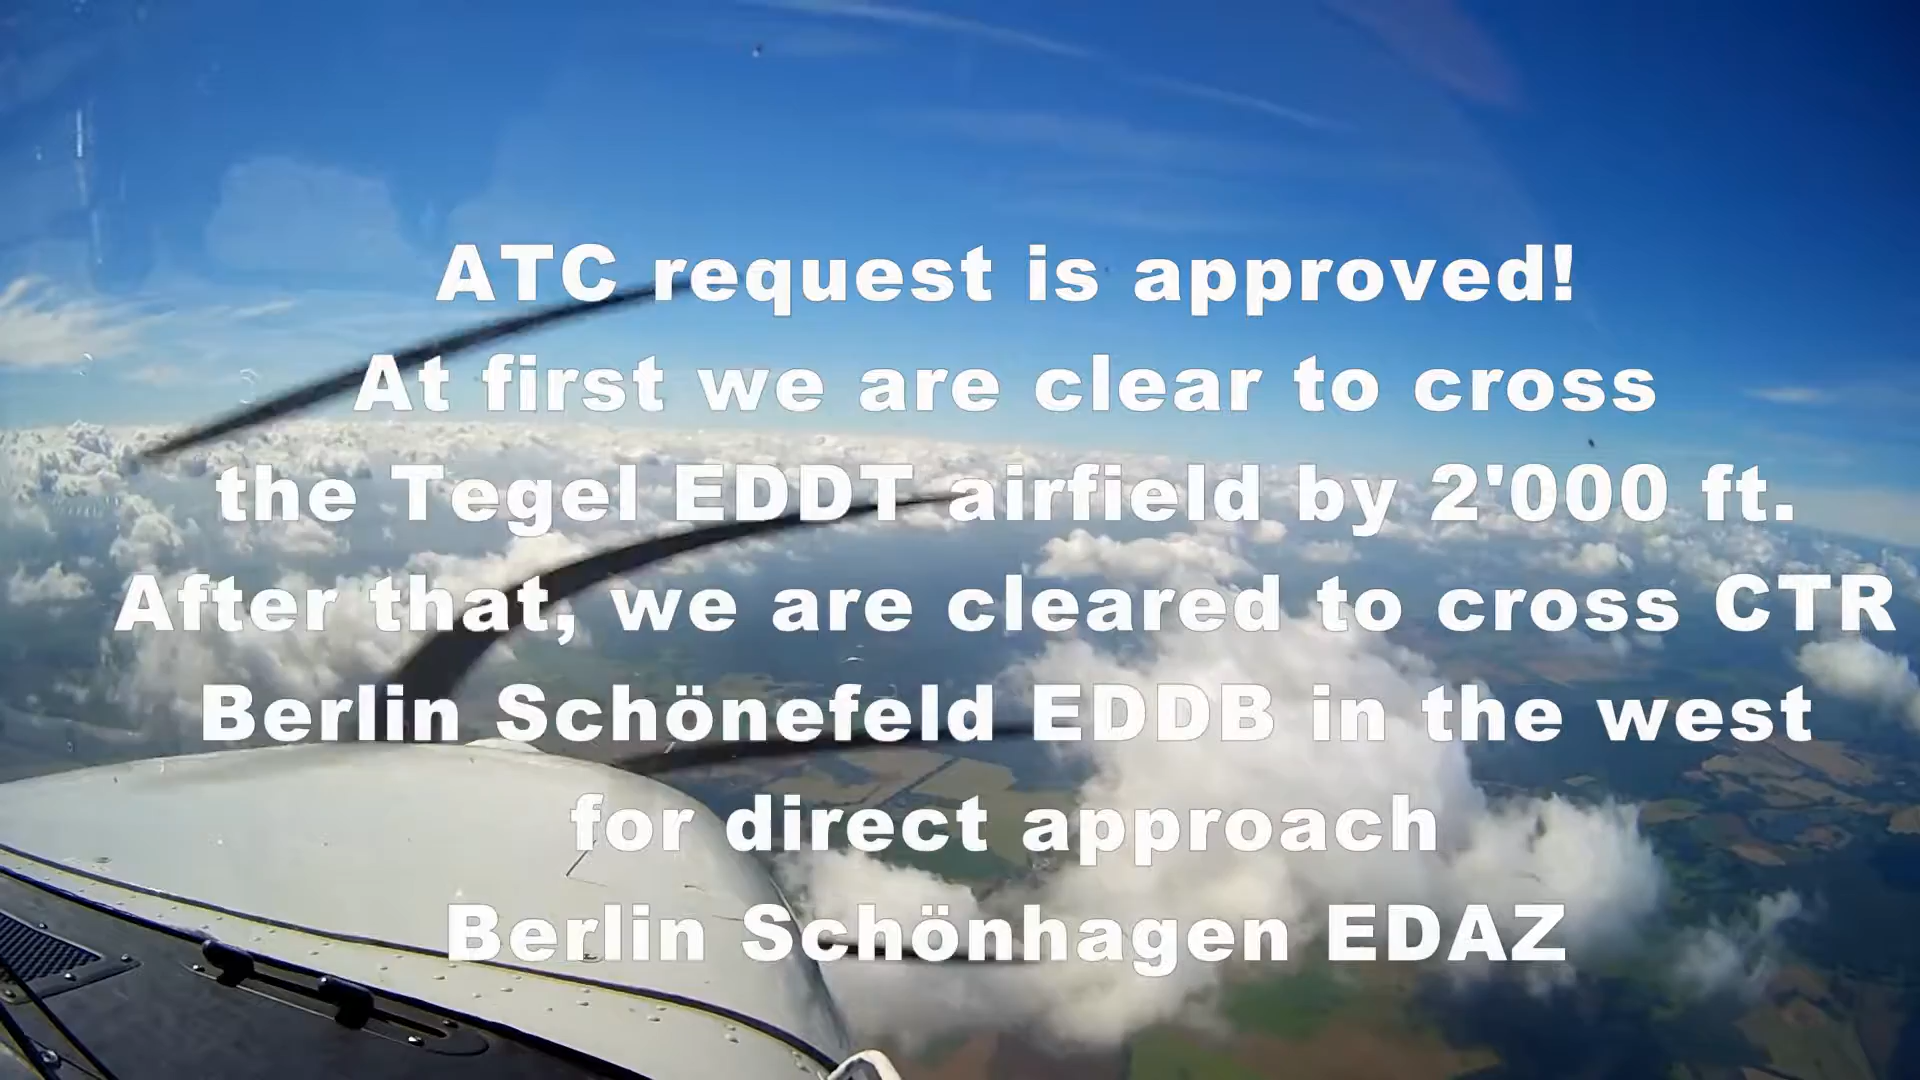 ATC request is approved!
At first we are clear to cross
the Tegel EDDT airfield by 2'000 ft.
After that, we are cleared to cross CTR
Berlin Schönefeld EDDB in the west
for direct approach
Berlin Schönhagen EDAZ